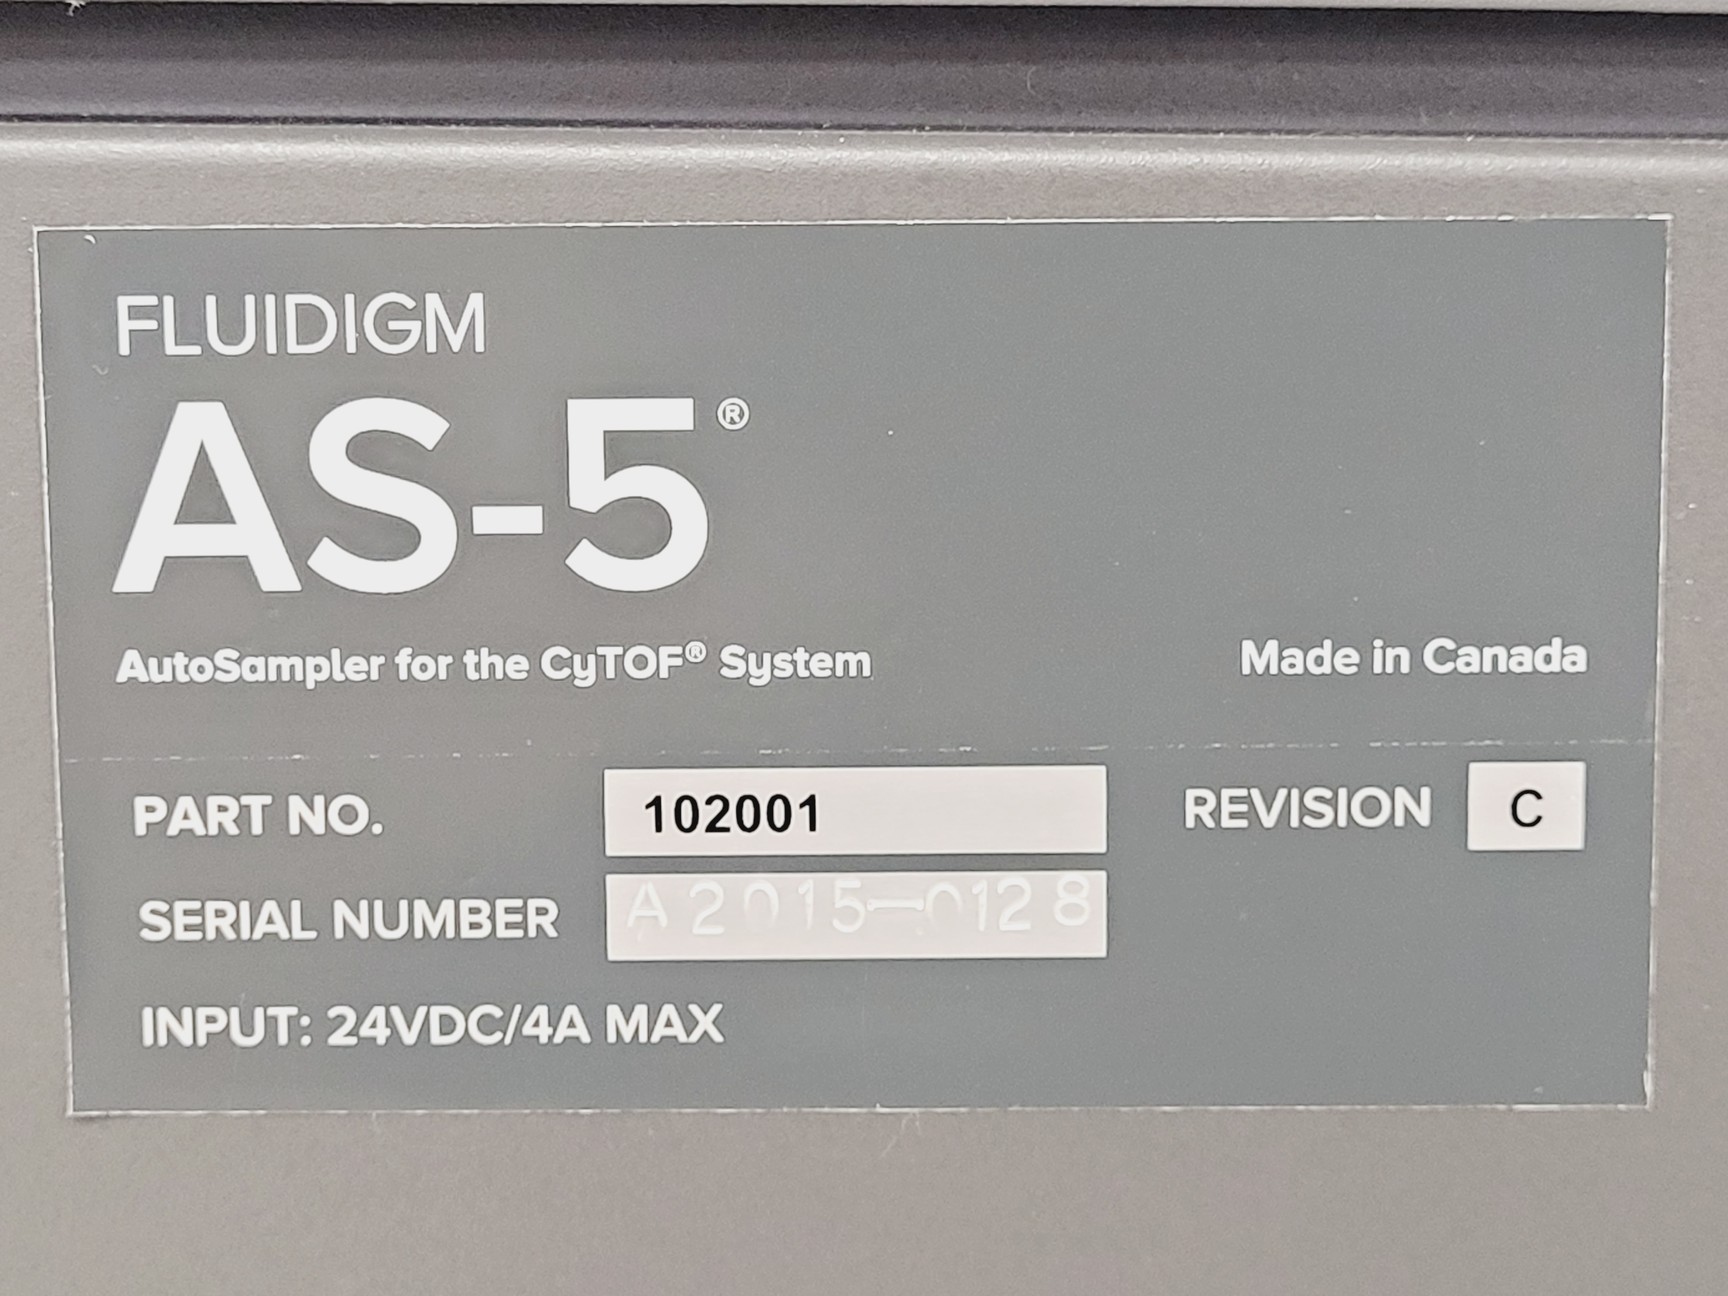 FLUIDIGM
AS-5®
AutoSampler for the CyTOF® System
Made in Canada
PART NO. 102001 REVISION C
SERIAL NUMBER A2015-0128
INPUT: 24VDC/4A MAX